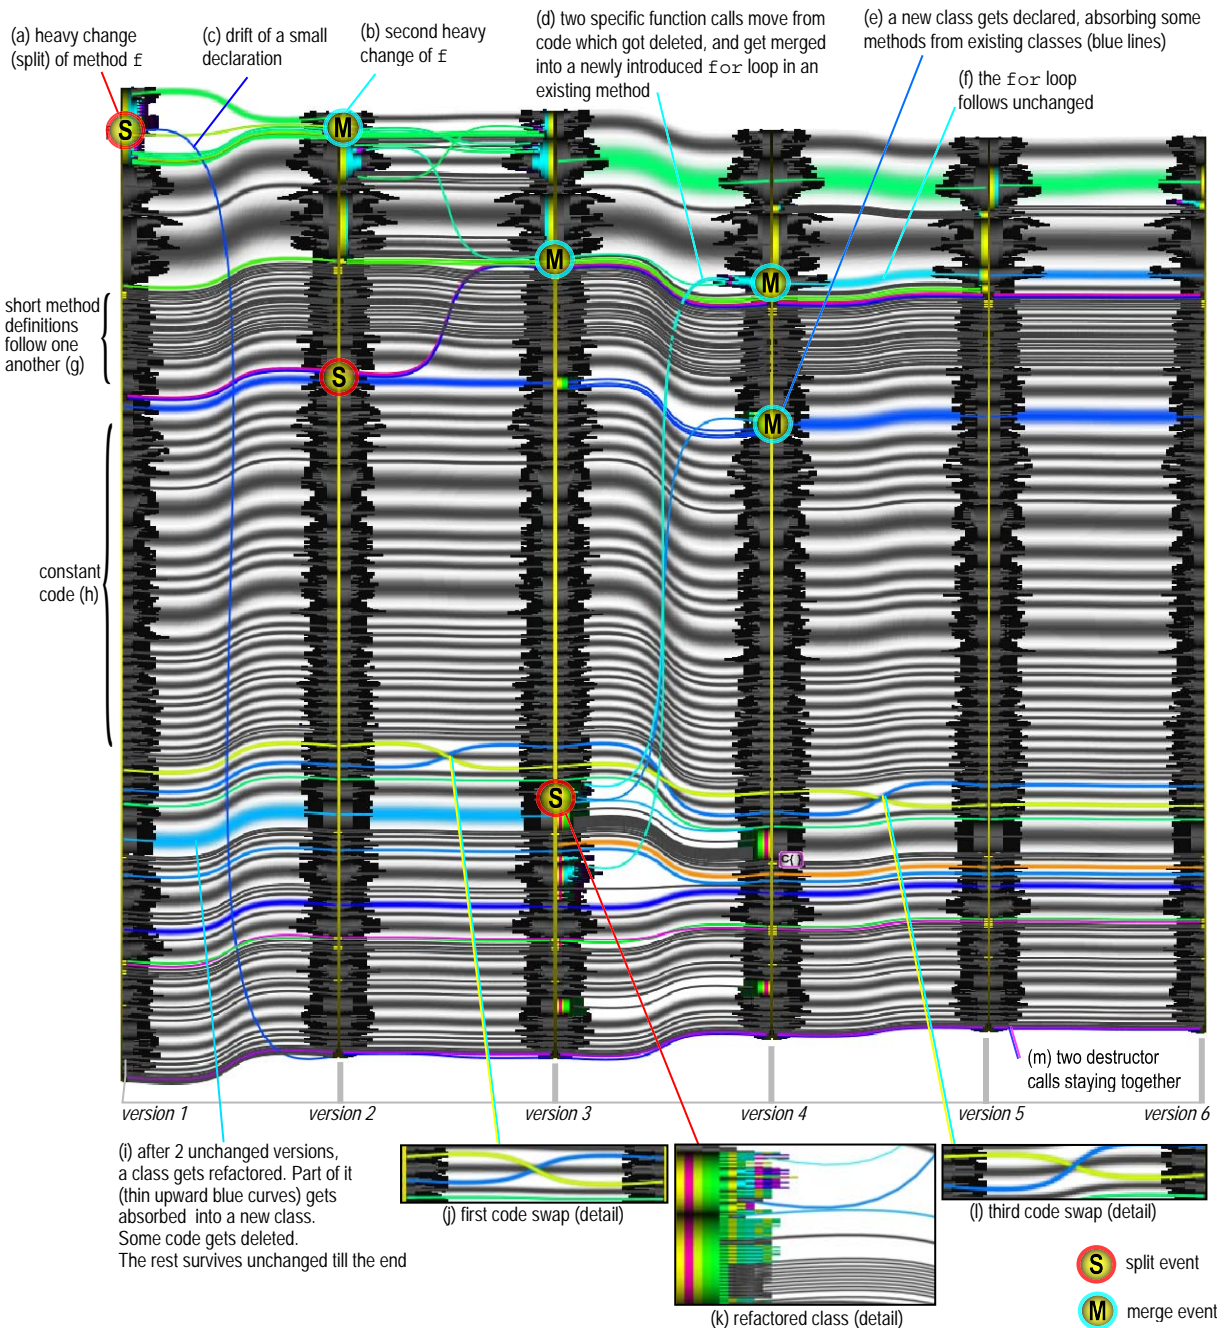 (a) heavy change
(split) of method f
(c) drift of a small
declaration
(b) second heavy
change of f
(d) two specific function calls move from
code which got deleted, and get merged
into a newly introduced for loop in an
existing method
(e) a new class gets declared, absorbing some
methods from existing classes (blue lines)
(f) the for loop
follows unchanged
S
M
M
M
short method
definitions
follow one
another (g)
S
M
constant
code (h)
S
C( )
(m) two destructor
calls staying together
version 1
version 2
version 3
version 4
version 5
version 6
(i) after 2 unchanged versions,
a class gets refactored. Part of it
(thin upward blue curves) gets
absorbed into a new class.
Some code gets deleted.
The rest survives unchanged till the end
(j) first code swap (detail)
(k) refactored class (detail)
(l) third code swap (detail)
S split event
M merge event